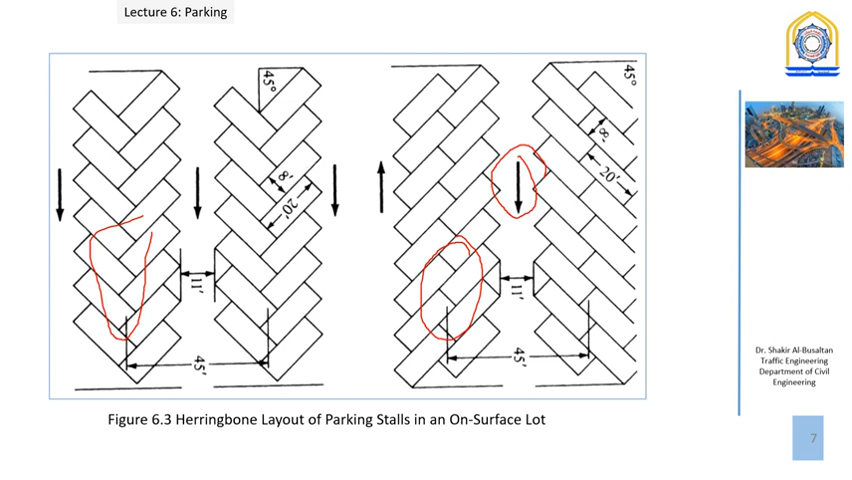 Lecture 6: Parking
45°
8'
20'
11'
45'
45°
8'
20'
11'
45'
Figure 6.3 Herringbone Layout of Parking Stalls in an On-Surface Lot
Dr. Shakir Al-Busaltan
Traffic Engineering
Department of Civil
Engineering
7